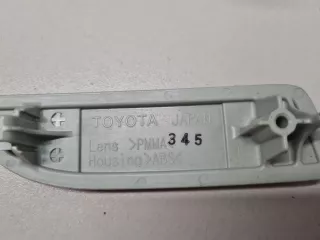 TOYOTA JAPAN
Lens >PMMA 345
Housing >ABS<